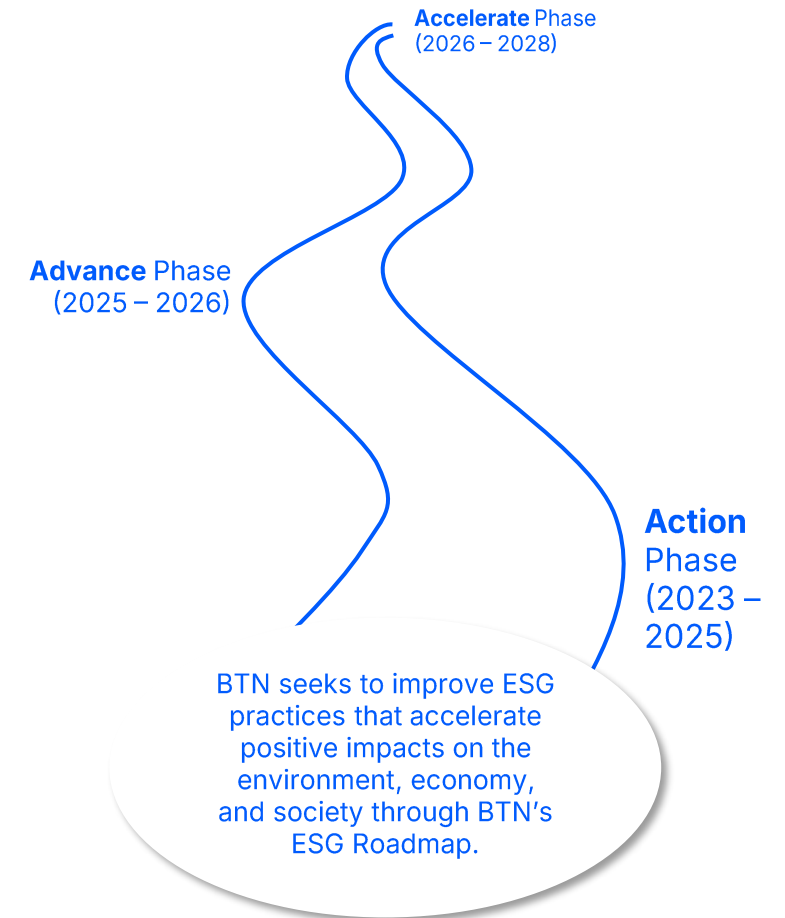 Accelerate Phase
(2026 – 2028)
Advance Phase
(2025 – 2026)
Action
Phase
(2023 –
2025)
BTN seeks to improve ESG
practices that accelerate
positive impacts on the
environment, economy,
and society through BTN’s
ESG Roadmap.